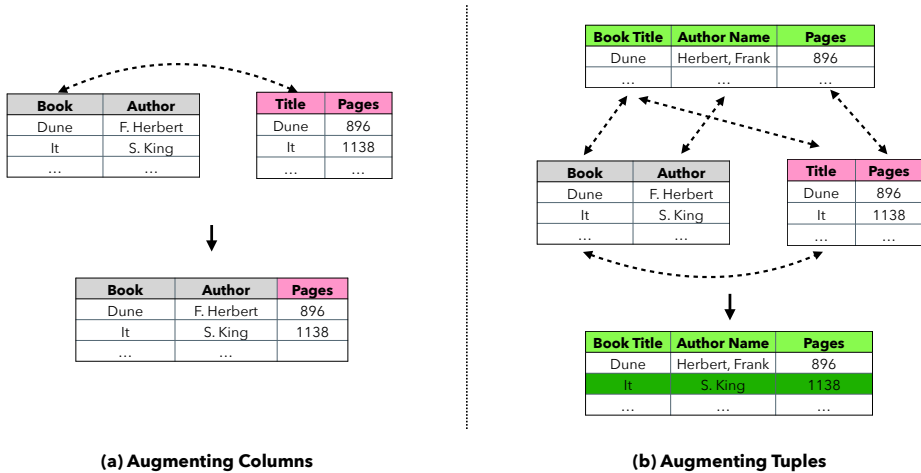 Book Author
Dune F. Herbert
It S. King
... ...
Title Pages
Dune 896
It 1138
... ...
Book Author Pages
Dune F. Herbert 896
It S. King 1138
... ...
(a) Augmenting Columns
Book Title Author Name Pages
Dune Herbert, Frank 896
... ... ...
Book Author
Dune F. Herbert
It S. King
... ...
Title Pages
Dune 896
It 1138
... ...
Book Title Author Name Pages
Dune Herbert, Frank 896
It S. King 1138
... ... ...
(b) Augmenting Tuples